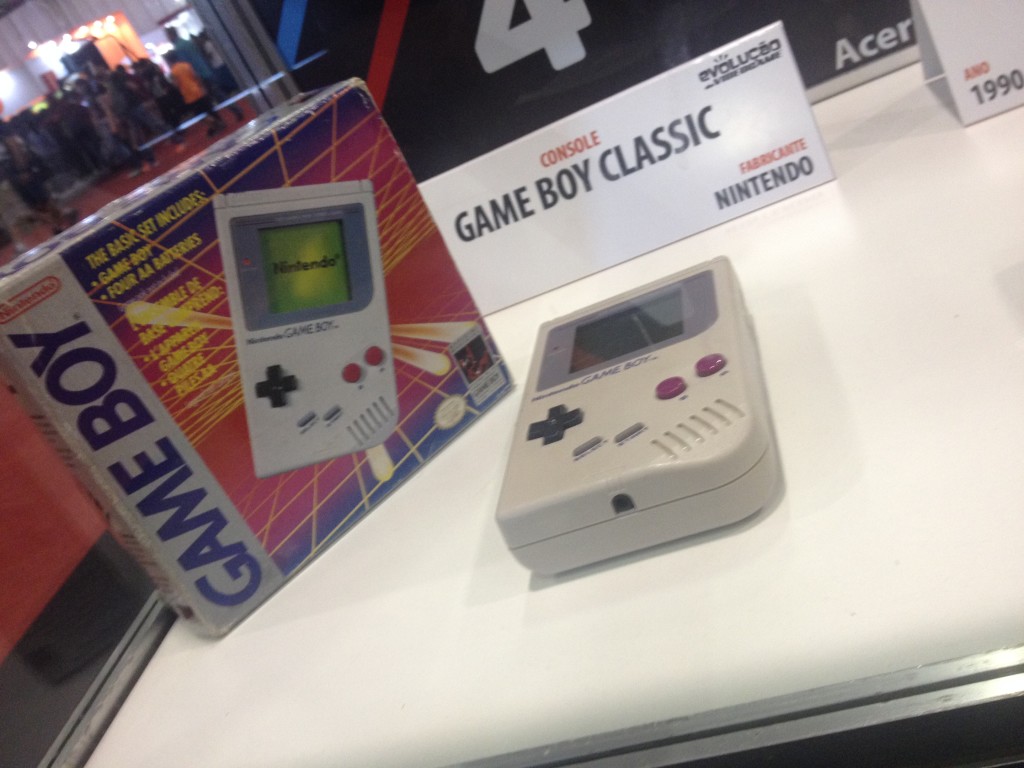 4
Acer
evolução
CONSOLE
GAME BOY CLASSIC
FABRICANTE
NINTENDO
ANO
1990
Nintendo
GAME BOY
THE BASIC SET INCLUDES:
• GAME BOY
• FOUR AA BATTERIES
Nintendo
Nintendo GAME BOY
Nintendo GAME BOY